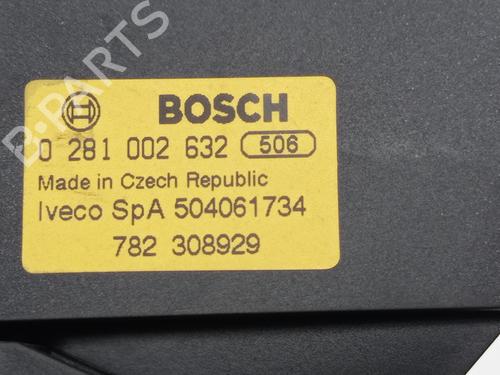 BOSCH
0 281 002 632 506
Made in Czech Republic
Iveco SpA 504061734
782 308929
B-PARTS